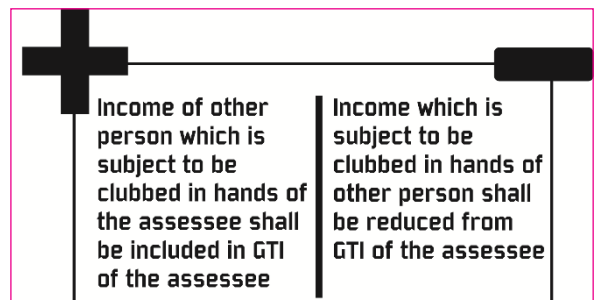 Income of other
person which is
subject to be
clubbed in hands of
the assessee shall
be included in GTI
of the assessee
Income which is
subject to be
clubbed in hands of
other person shall
be reduced from
GTI of the assessee